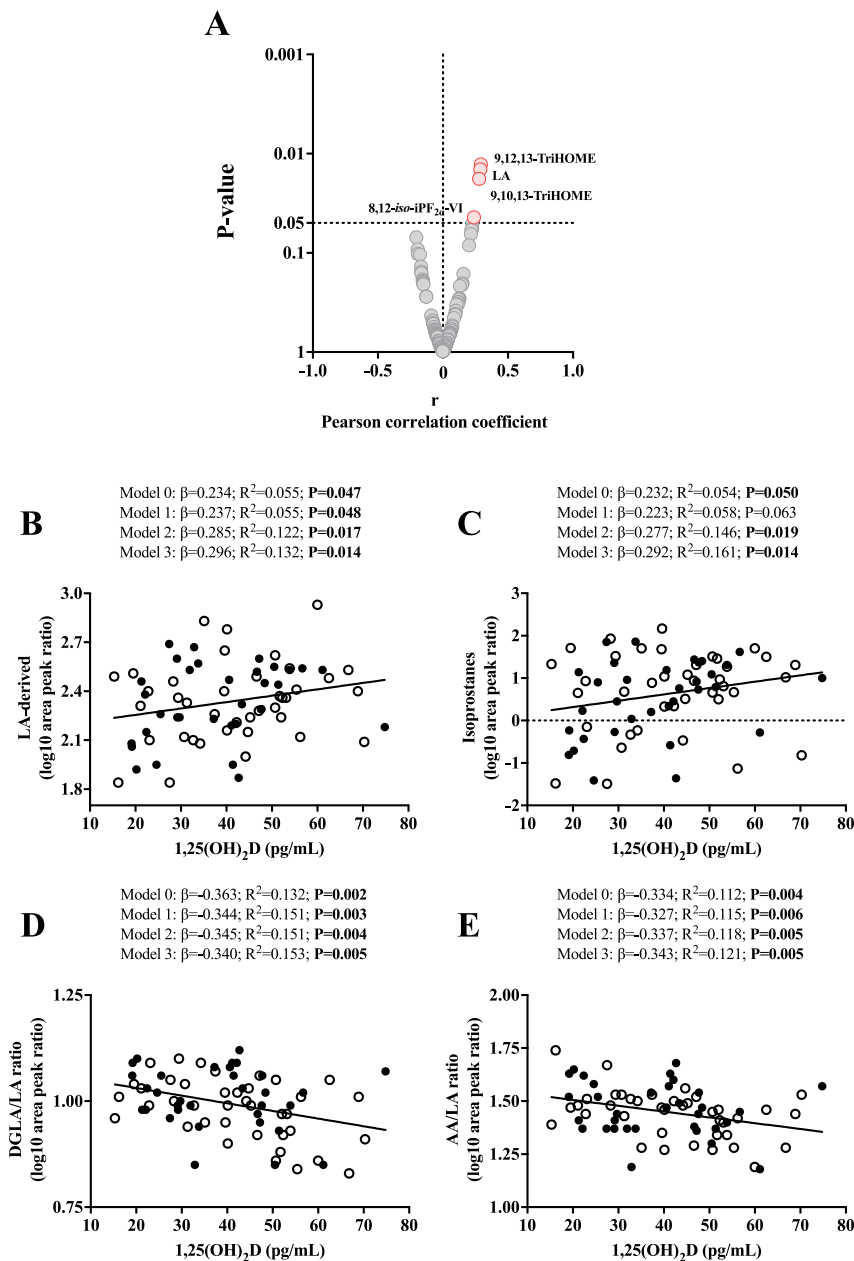 A
0.001
0.01
0.05
0.1
1
P-value
9,12,13-TriHOME
LA
9,10,13-TriHOME
8,12-iso-iPF2α-VI
-1.0 -0.5 0 0.5 1.0
r
Pearson correlation coefficient
B
Model 0: β=0.234; R²=0.055; P=0.047
Model 1: β=0.237; R²=0.055; P=0.048
Model 2: β=0.285; R²=0.122; P=0.017
Model 3: β=0.296; R²=0.132; P=0.014
3.0
2.7
2.4
2.1
1.8
LA-derived
(log10 area peak ratio)
10 20 30 40 50 60 70 80
1,25(OH)2D (pg/mL)
C
Model 0: β=0.232; R²=0.054; P=0.050
Model 1: β=0.223; R²=0.058; P=0.063
Model 2: β=0.277; R²=0.146; P=0.019
Model 3: β=0.292; R²=0.161; P=0.014
3
2
1
0
-1
-2
Isoprostanes
(log10 area peak ratio)
10 20 30 40 50 60 70 80
1,25(OH)2D (pg/mL)
D
Model 0: β=-0.363; R²=0.132; P=0.002
Model 1: β=-0.344; R²=0.151; P=0.003
Model 2: β=-0.345; R²=0.151; P=0.004
Model 3: β=-0.340; R²=0.153; P=0.005
1.25
1.00
0.75
DGLA/LA ratio
(log10 area peak ratio)
10 20 30 40 50 60 70 80
1,25(OH)2D (pg/mL)
E
Model 0: β=-0.334; R²=0.112; P=0.004
Model 1: β=-0.327; R²=0.115; P=0.006
Model 2: β=-0.337; R²=0.118; P=0.005
Model 3: β=-0.343; R²=0.121; P=0.005
2.00
1.75
1.50
1.25
1.00
AA/LA ratio
(log10 area peak ratio)
10 20 30 40 50 60 70 80
1,25(OH)2D (pg/mL)